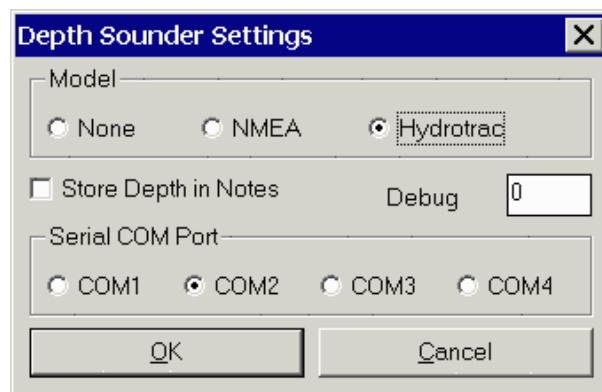 Depth Sounder Settings
Model
None NMEA Hydrotrac
Store Depth in Notes Debug 0
Serial COM Port
COM1 COM2 COM3 COM4
OK Cancel